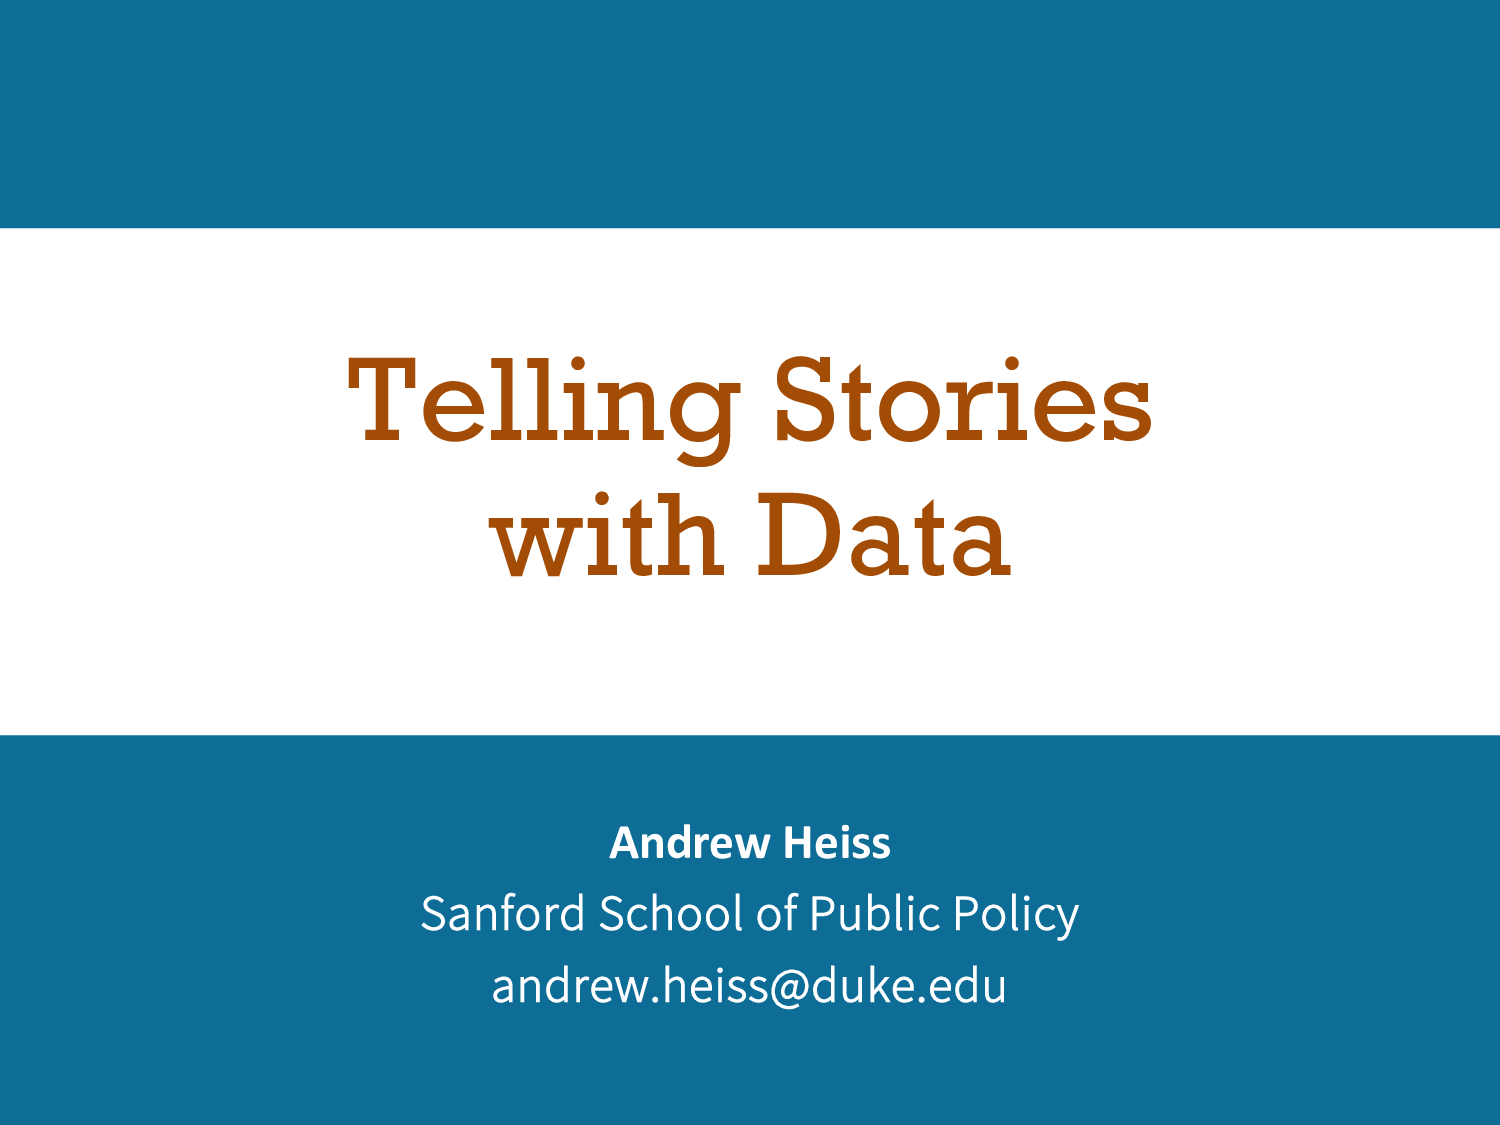 Telling Stories
with Data
Andrew Heiss
Sanford School of Public Policy
andrew.heiss@duke.edu